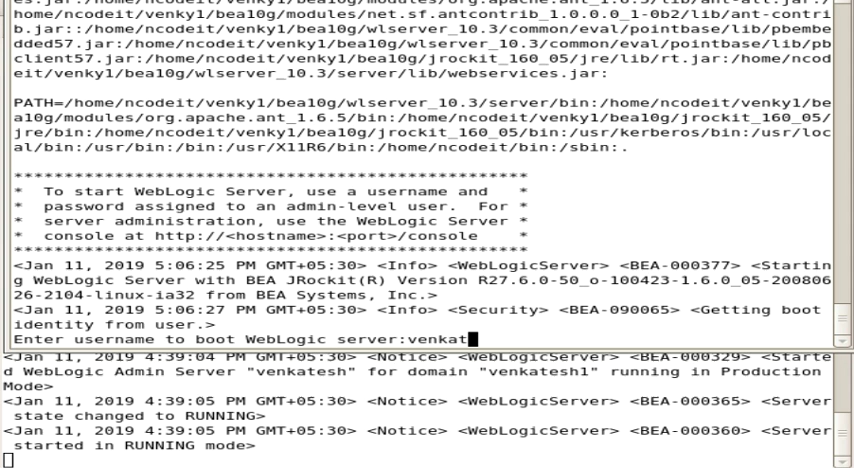 es.jar:/home/ncodeit/venky1/bea10g/modules/org.apache.ant_1.6.5/lib/ant-all.jar:/
home/ncodeit/venky1/bea10g/modules/net.sf.antcontrib_1.0.0.0_1-0b2/lib/ant-contri
b.jar::/home/ncodeit/venky1/bea10g/wlserver_10.3/common/eval/pointbase/lib/pbembe
dded57.jar:/home/ncodeit/venky1/bea10g/wlserver_10.3/common/eval/pointbase/lib/pb
client57.jar:/home/ncodeit/venky1/bea10g/jrockit_160_05/jre/lib/rt.jar:/home/ncod
eit/venky1/bea10g/wlserver_10.3/server/lib/webservices.jar:
PATH=/home/ncodeit/venky1/bea10g/wlserver_10.3/server/bin:/home/ncodeit/venky1/be
a10g/modules/org.apache.ant_1.6.5/bin:/home/ncodeit/venky1/bea10g/jrockit_160_05/
jre/bin:/home/ncodeit/venky1/bea10g/jrockit_160_05/bin:/usr/kerberos/bin:/usr/loc
al/bin:/usr/bin:/bin:/usr/X11R6/bin:/home/ncodeit/bin:/sbin:.
***************************************************
*  To start WebLogic Server, use a username and   *
*  password assigned to an admin-level user.  For *
*  server administration, use the WebLogic Server *
*  console at http://<hostname>:<port>/console    *
***************************************************
<Jan 11, 2019 5:06:25 PM GMT+05:30> <Info> <WebLogicServer> <BEA-000377> <Startin
g WebLogic Server with BEA JRockit(R) Version R27.6.0-50_o-100423-1.6.0_05-200806
26-2104-linux-ia32 from BEA Systems, Inc.>
<Jan 11, 2019 5:06:27 PM GMT+05:30> <Info> <Security> <BEA-090065> <Getting boot
identity from user.>
Enter username to boot WebLogic server:venkat
<Jan 11, 2019 4:39:04 PM GMT+05:30> <Notice> <WebLogicServer> <BEA-000329> <Starte
d WebLogic Admin Server "venkatesh" for domain "venkatesh1" running in Production
Mode>
<Jan 11, 2019 4:39:05 PM GMT+05:30> <Notice> <WebLogicServer> <BEA-000365> <Server
state changed to RUNNING>
<Jan 11, 2019 4:39:05 PM GMT+05:30> <Notice> <WebLogicServer> <BEA-000360> <Server
started in RUNNING mode>